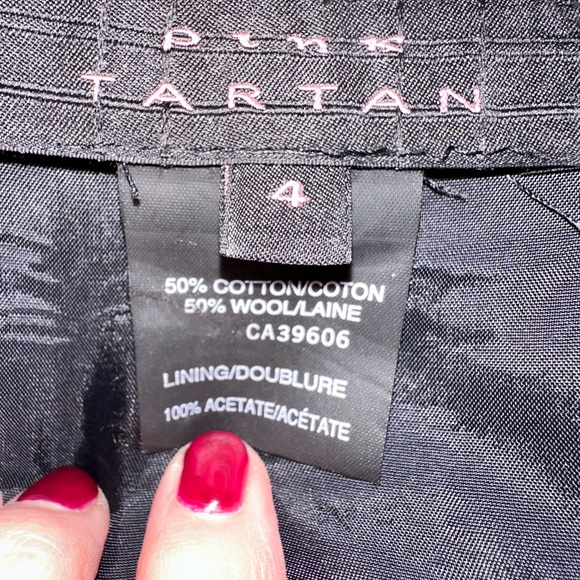 pink
TARTAN
4
50% COTTON/COTON
50% WOOL/LAINE
CA39606
LINING/DOUBLURE
100% ACETATE/ACÉTATE